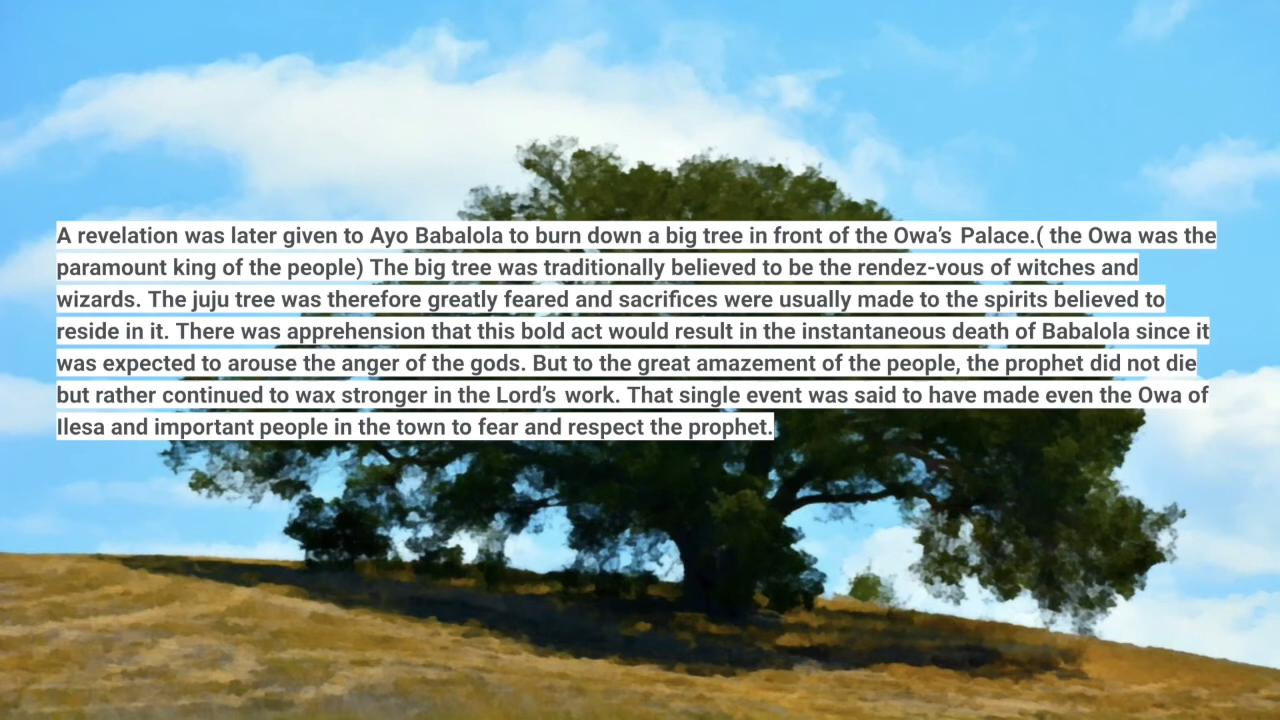 A revelation was later given to Ayo Babalola to burn down a big tree in front of the Owa’s Palace.( the Owa was the
paramount king of the people) The big tree was traditionally believed to be the rendez-vous of witches and
wizards. The juju tree was therefore greatly feared and sacrifices were usually made to the spirits believed to
reside in it. There was apprehension that this bold act would result in the instantaneous death of Babalola since it
was expected to arouse the anger of the gods. But to the great amazement of the people, the prophet did not die
but rather continued to wax stronger in the Lord’s work. That single event was said to have made even the Owa of
Ilesa and important people in the town to fear and respect the prophet.